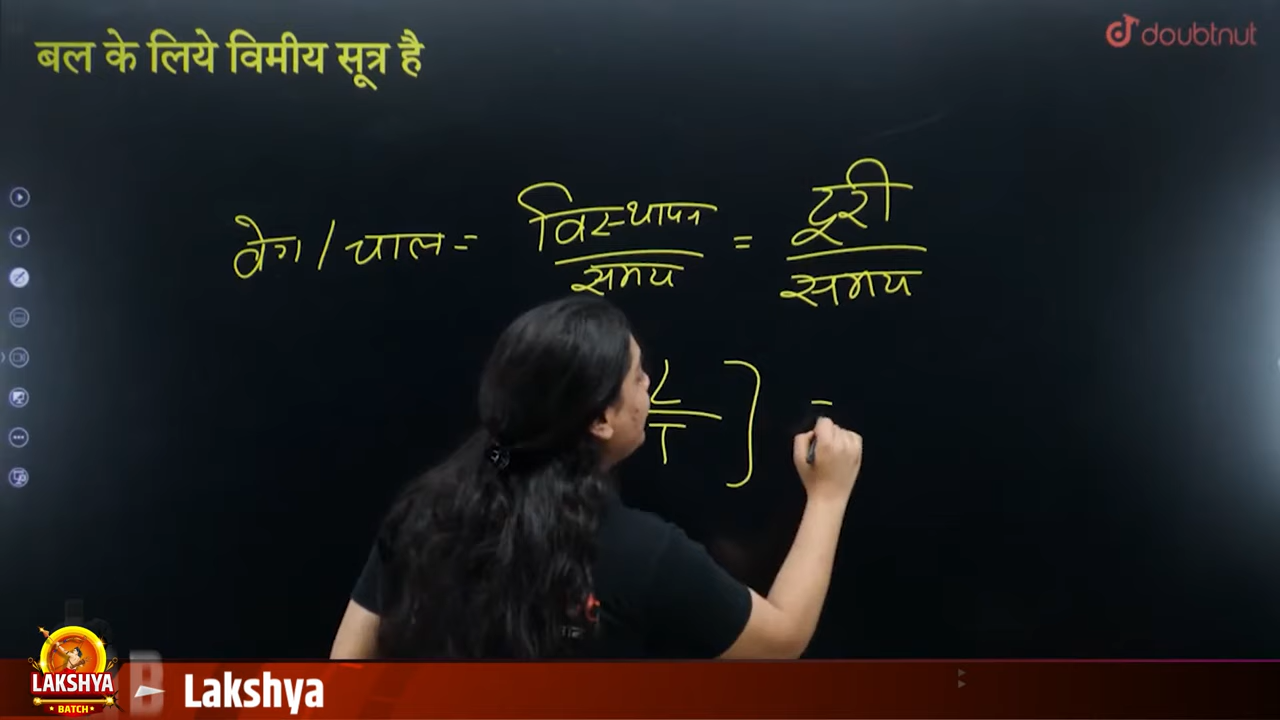 बल के लिये विमीय सूत्र है
doubtnut
वेग / चाल = विस्थापन / समय = दूरी / समय
L / T ] =
LAKSHYA
BATCH
Lakshya